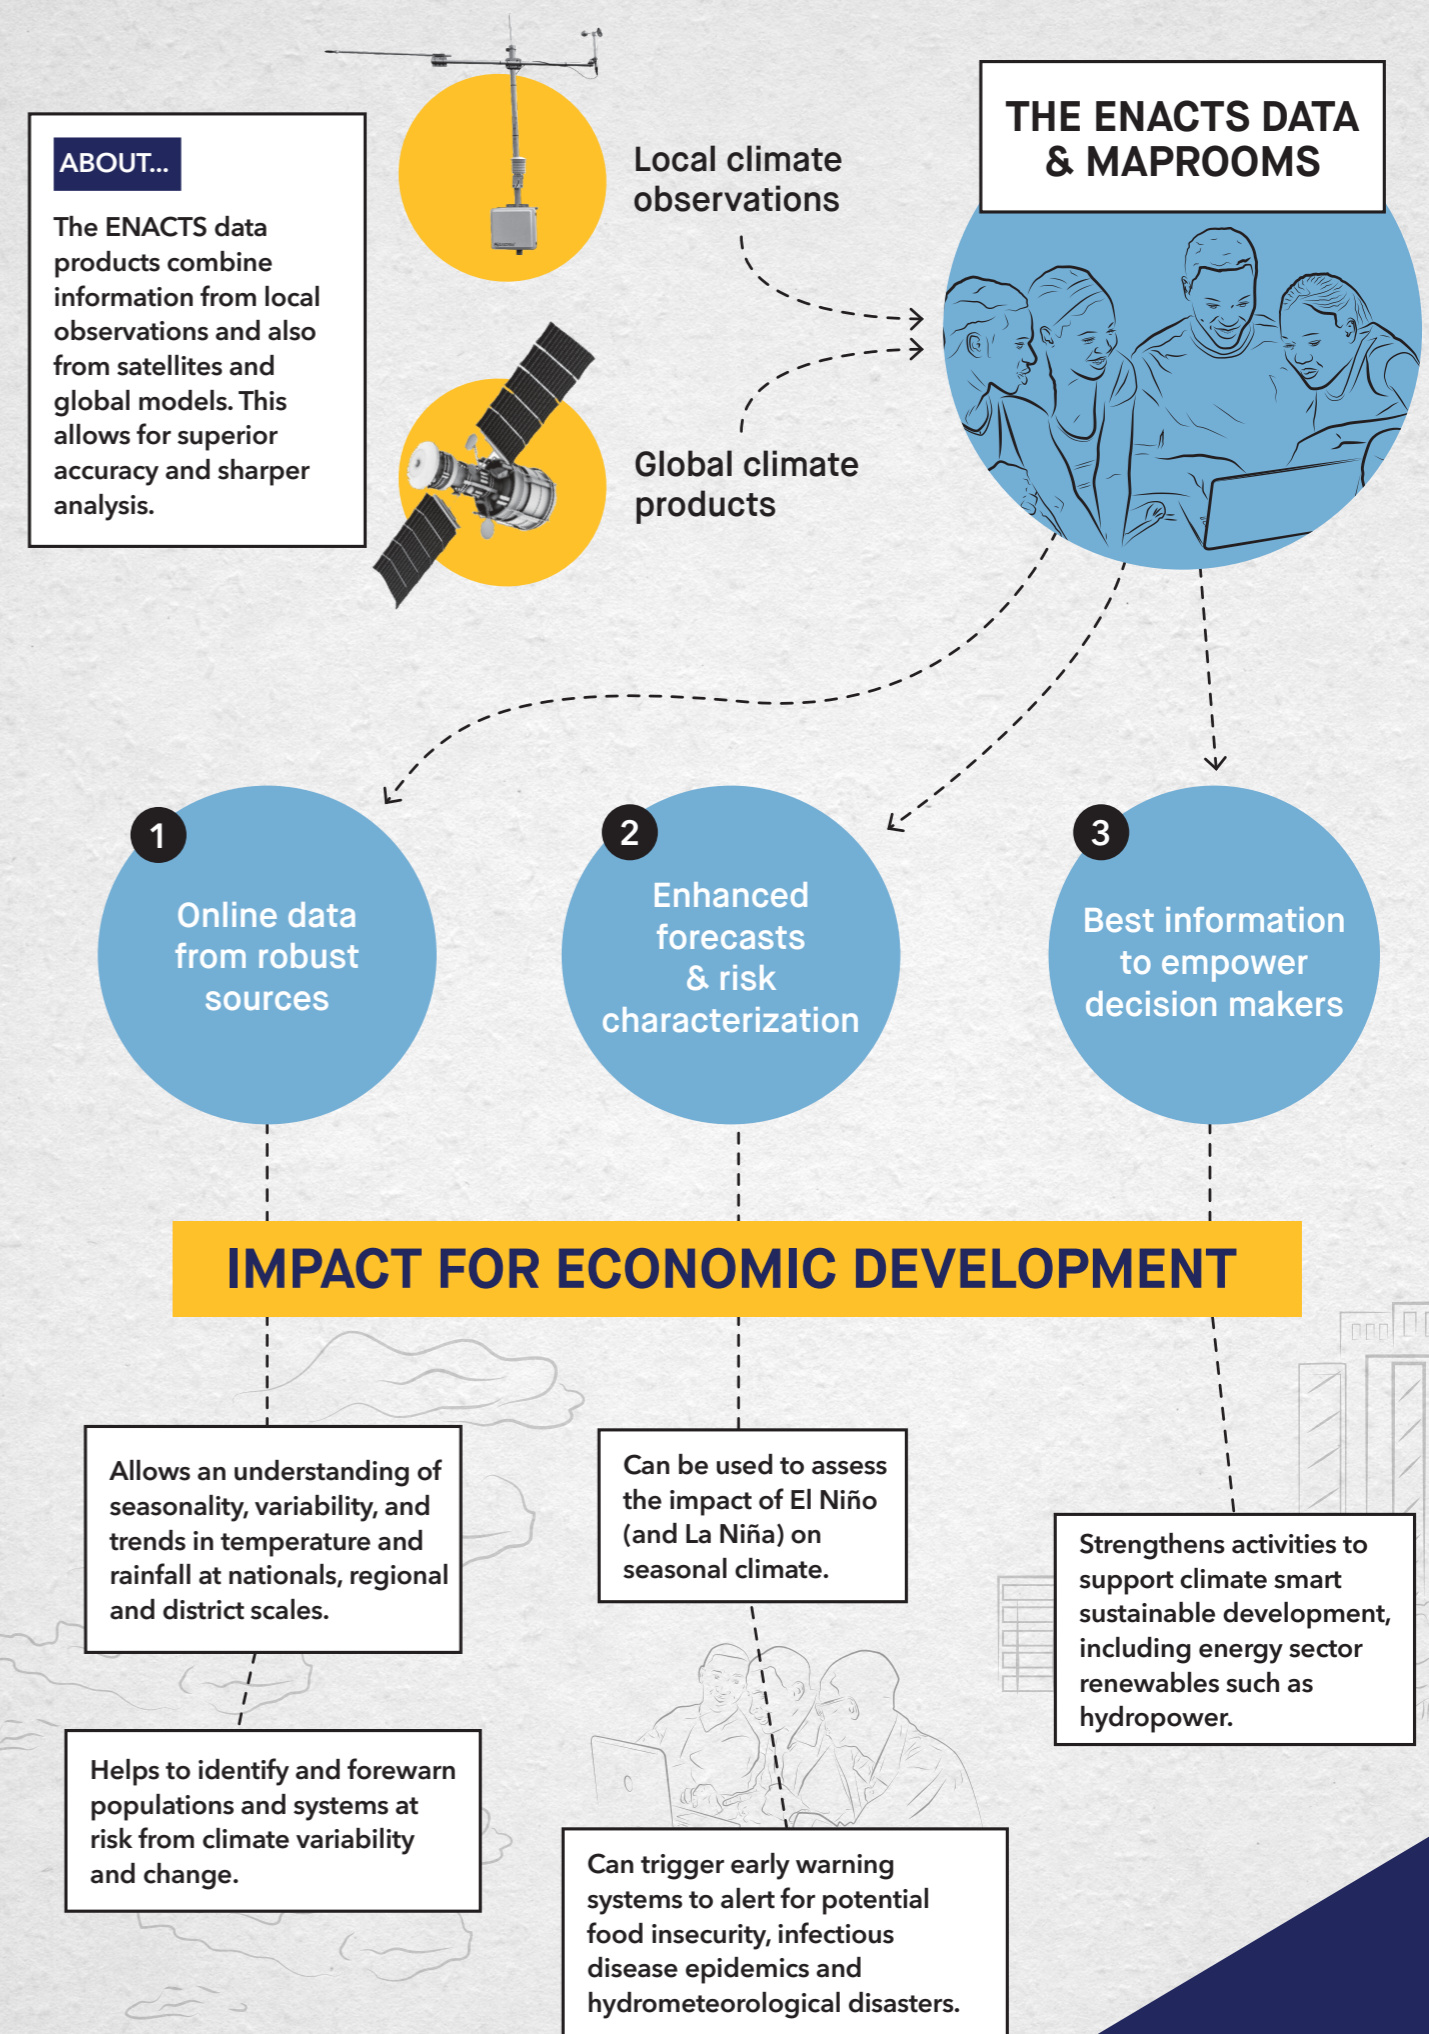 ABOUT...
The ENACTS data
products combine
information from local
observations and also
from satellites and
global models. This
allows for superior
accuracy and sharper
analysis.
Local climate
observations
Global climate
products
THE ENACTS DATA
& MAPROOMS
1
Online data
from robust
sources
2
Enhanced
forecasts
& risk
characterization
3
Best information
to empower
decision makers
IMPACT FOR ECONOMIC DEVELOPMENT
Allows an understanding of
seasonality, variability, and
trends in temperature and
rainfall at nationals, regional
and district scales.
Helps to identify and forewarn
populations and systems at
risk from climate variability
and change.
Can be used to assess
the impact of El Niño
(and La Niña) on
seasonal climate.
Can trigger early warning
systems to alert for potential
food insecurity, infectious
disease epidemics and
hydrometeorological disasters.
Strengthens activities to
support climate smart
sustainable development,
including energy sector
renewables such as
hydropower.